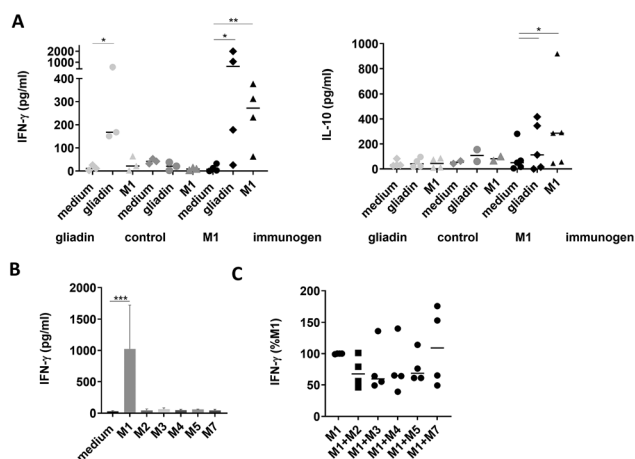 A
*
**
*
IFN-γ (pg/ml)
2000
1500
1000
500
400
300
200
100
0
medium
gliadin
M1
medium
gliadin
M1
medium
gliadin
M1
gliadin control M1 immunogen
*
IL-10 (pg/ml)
1000
800
600
400
200
0
medium
gliadin
M1
medium
gliadin
M1
medium
gliadin
M1
gliadin control M1 immunogen
B
***
IFN-γ (pg/ml)
2000
1500
1000
500
0
medium
M1
M2
M3
M4
M5
M7
C
IFN-γ (%M1)
200
150
100
50
0
M1
M1+M2
M1+M3
M1+M4
M1+M5
M1+M7